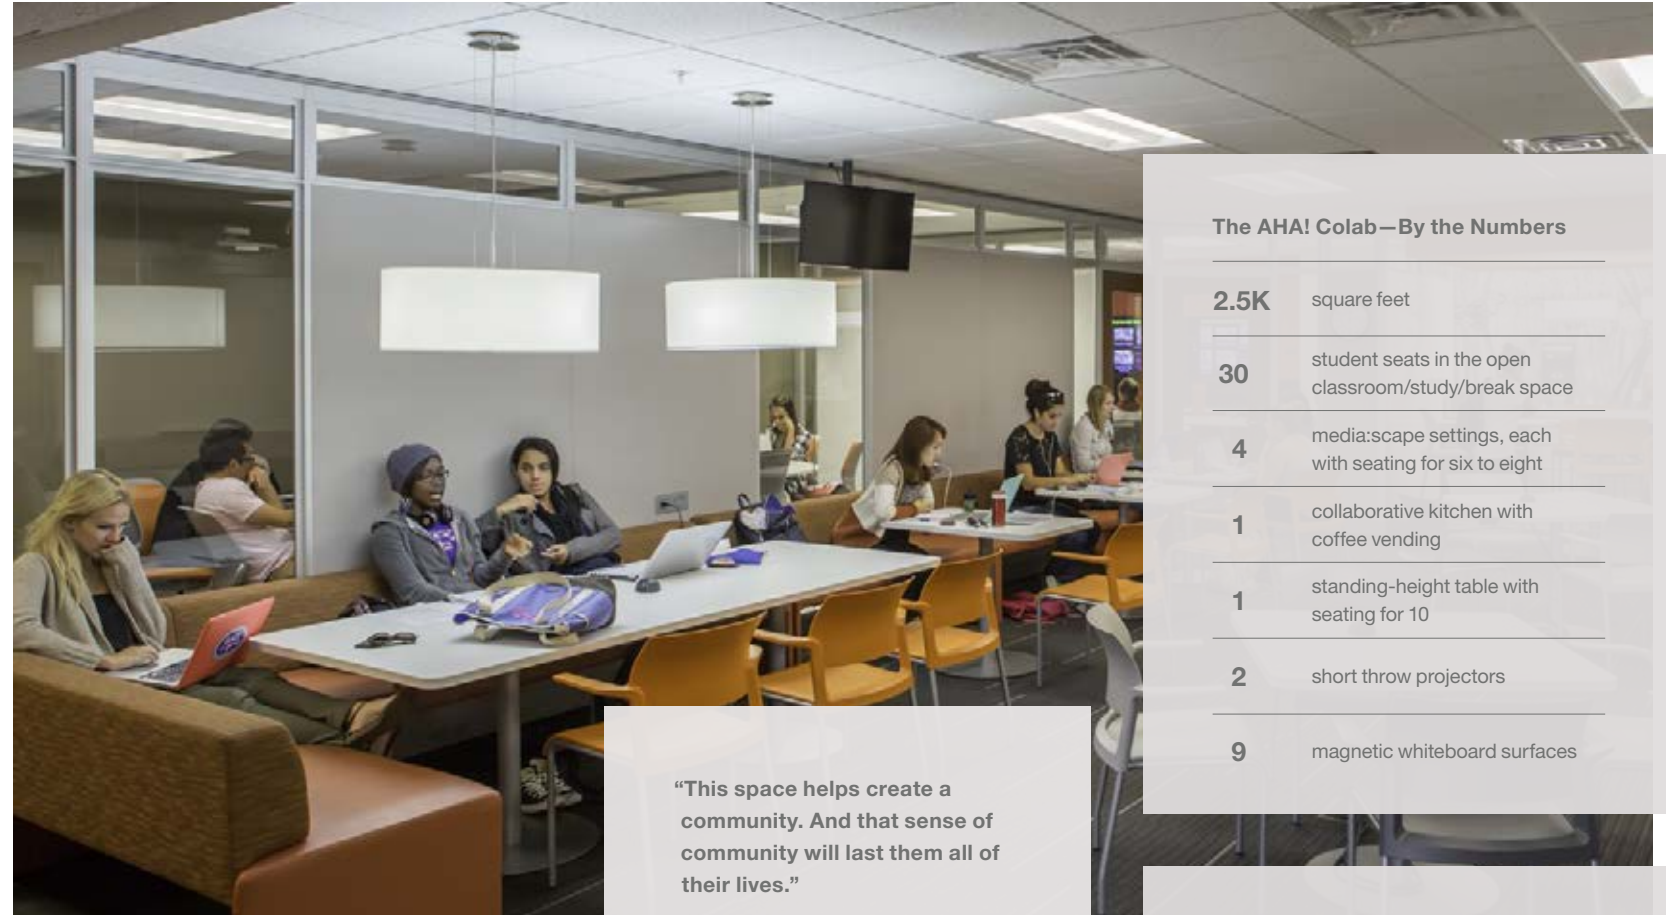 The AHA! Colab—By the Numbers
2.5K square feet
30 student seats in the open
classroom/study/break space
4 media:scape settings, each
with seating for six to eight
1 collaborative kitchen with
coffee vending
1 standing-height table with
seating for 10
2 short throw projectors
9 magnetic whiteboard surfaces
“This space helps create a
community. And that sense of
community will last them all of
their lives.”